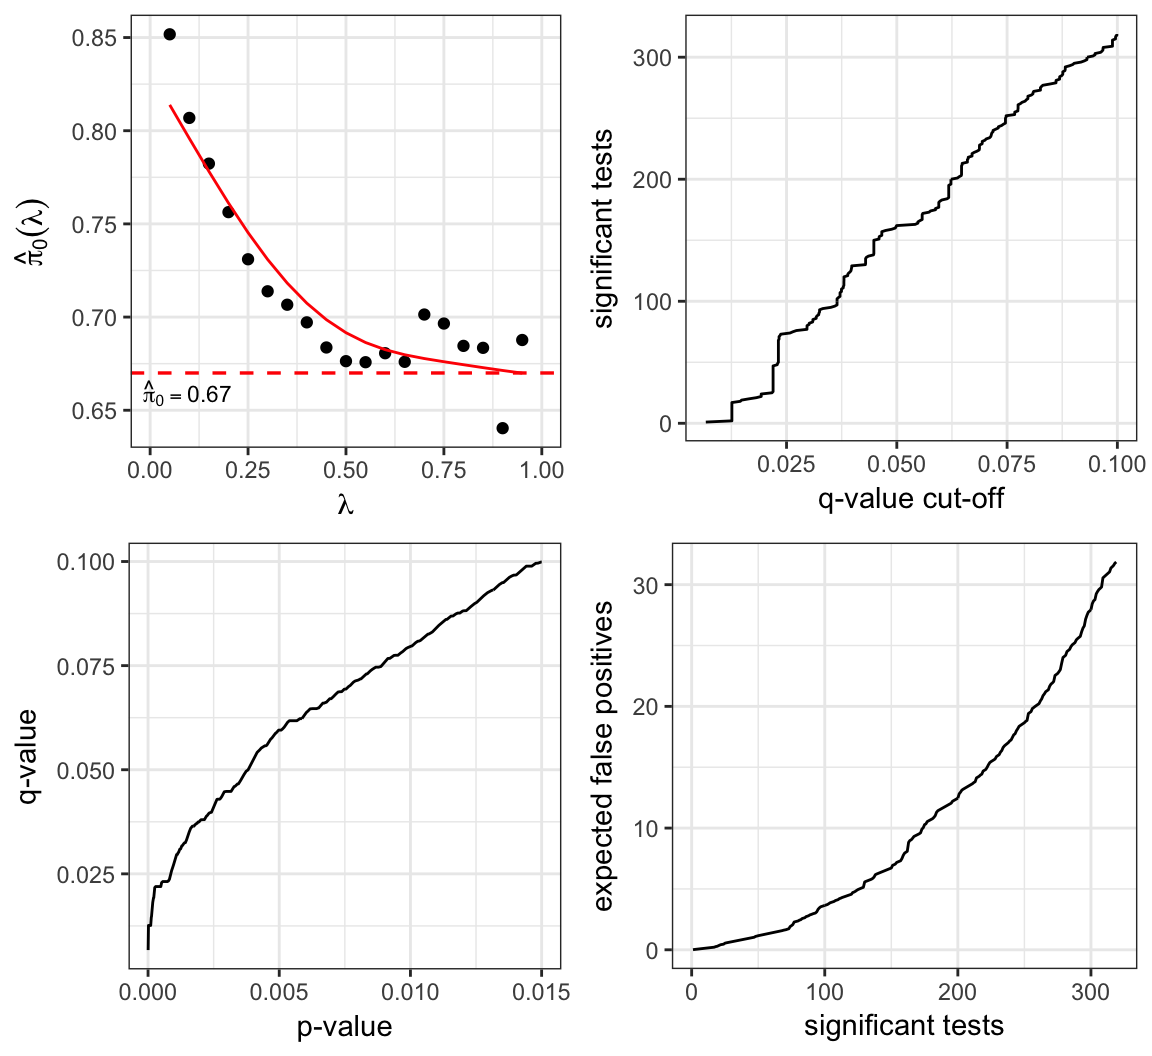 0.85
0.80
0.75
0.70
0.65
π̂₀(λ)
π̂₀ = 0.67
0.00 0.25 0.50 0.75 1.00
λ
300
200
100
0
significant tests
0.025 0.050 0.075 0.100
q-value cut-off
0.100
0.075
0.050
0.025
q-value
0.000 0.005 0.010 0.015
p-value
30
20
10
0
expected false positives
0 100 200 300
significant tests